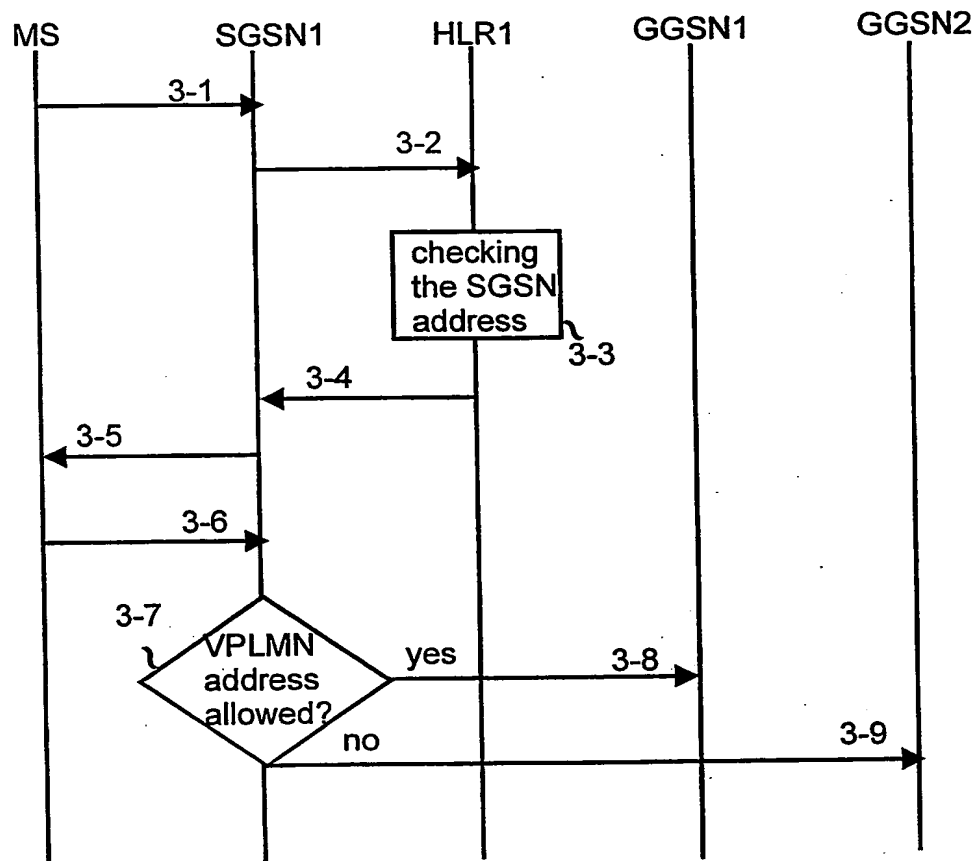 MS SGSN1 HLR1 GGSN1 GGSN2
3-1
3-2
checking
the SGSN
address
3-3
3-4
3-5
3-6
3-7
VPLMN
address
allowed?
yes
3-8
no
3-9